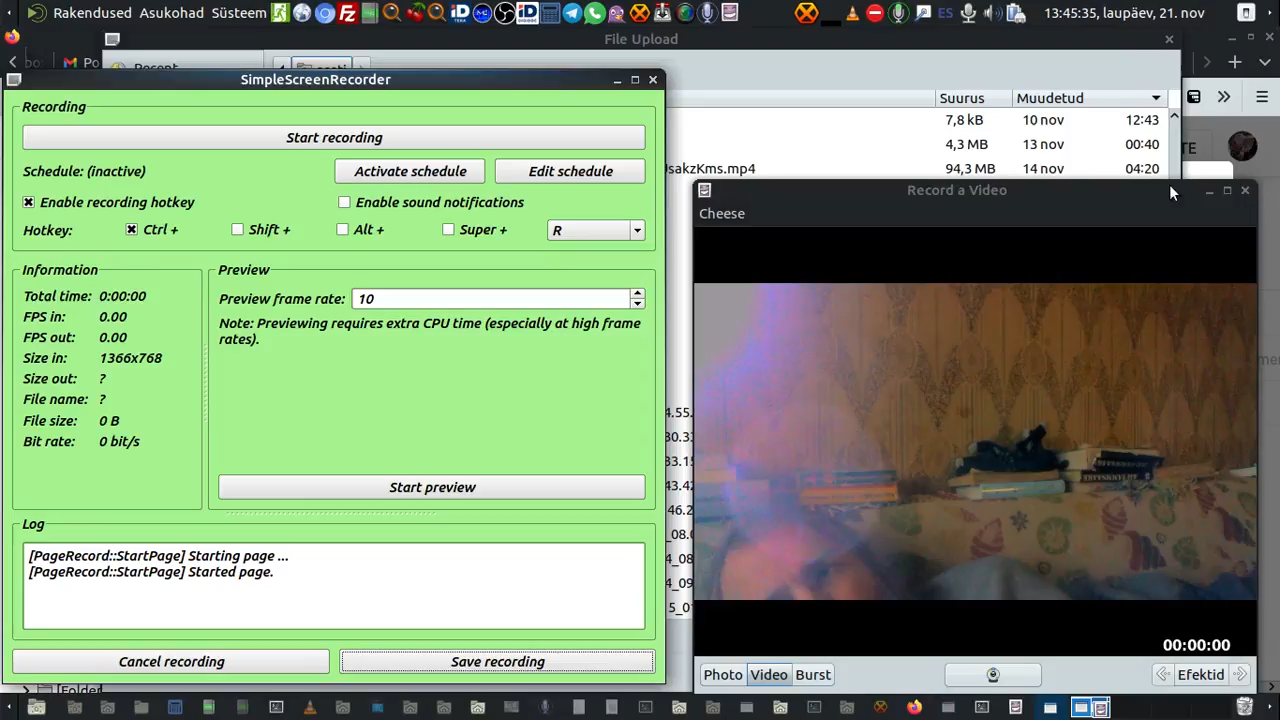 Rakendused Asukohad Süsteem
ES
13:45:35, laupäev, 21. nov
File Upload
Recent
SimpleScreenRecorder
Recording
Start recording
Schedule: (inactive)
Activate schedule
Edit schedule
Enable recording hotkey
Enable sound notifications
Hotkey:
Ctrl +
Shift +
Alt +
Super +
R
Information
Total time: 0:00:00
FPS in: 0.00
FPS out: 0.00
Size in: 1366x768
Size out: ?
File name: ?
File size: 0 B
Bit rate: 0 bit/s
Preview
Preview frame rate: 10
Note: Previewing requires extra CPU time (especially at high frame
rates).
Start preview
Log
[PageRecord::StartPage] Starting page ...
[PageRecord::StartPage] Started page.
Cancel recording
Save recording
Suurus Muudetud
7,8 kB 10 nov 12:43
4,3 MB 13 nov 00:40
JsakzKms.mp4 94,3 MB 14 nov 04:20
Record a Video
Cheese
00:00:00
Photo Video Burst
Efektid
[Folder